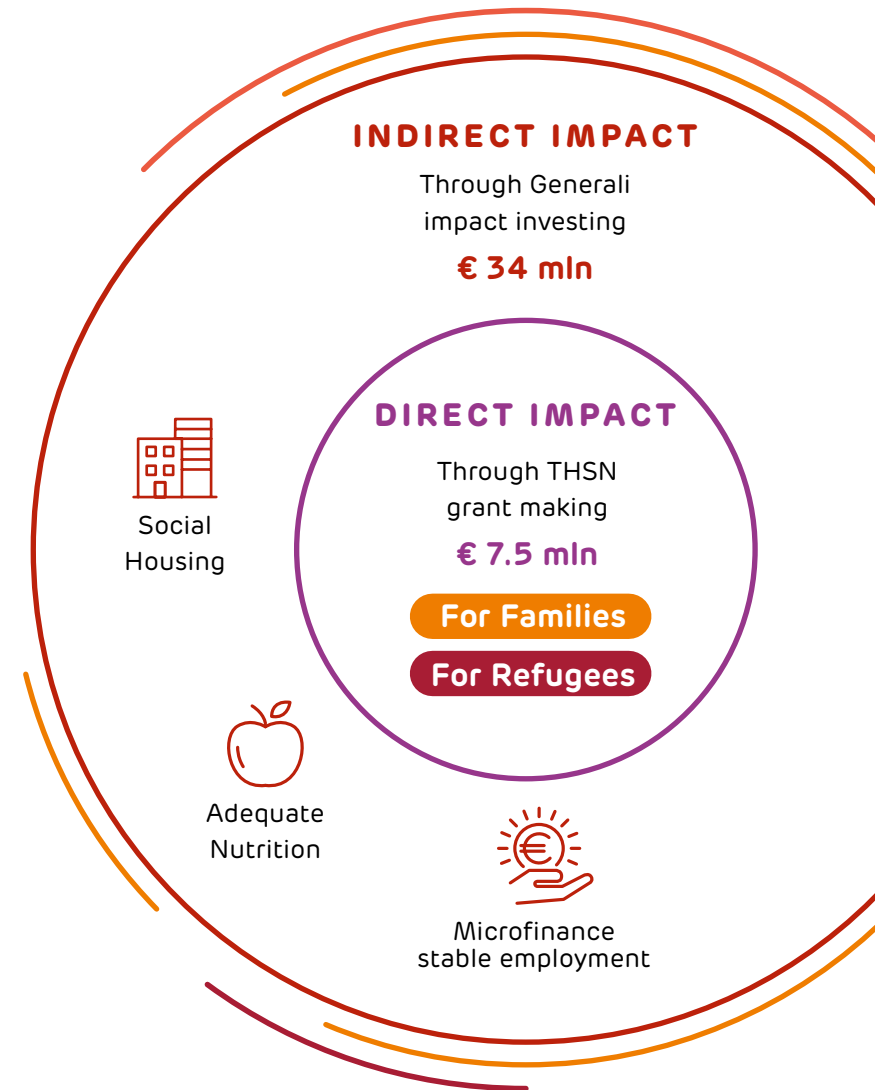 INDIRECT IMPACT
Through Generali
impact investing
€ 34 mln
DIRECT IMPACT
Through THSN
grant making
€ 7.5 mln
For Families
For Refugees
Social
Housing
Adequate
Nutrition
Microfinance
stable employment